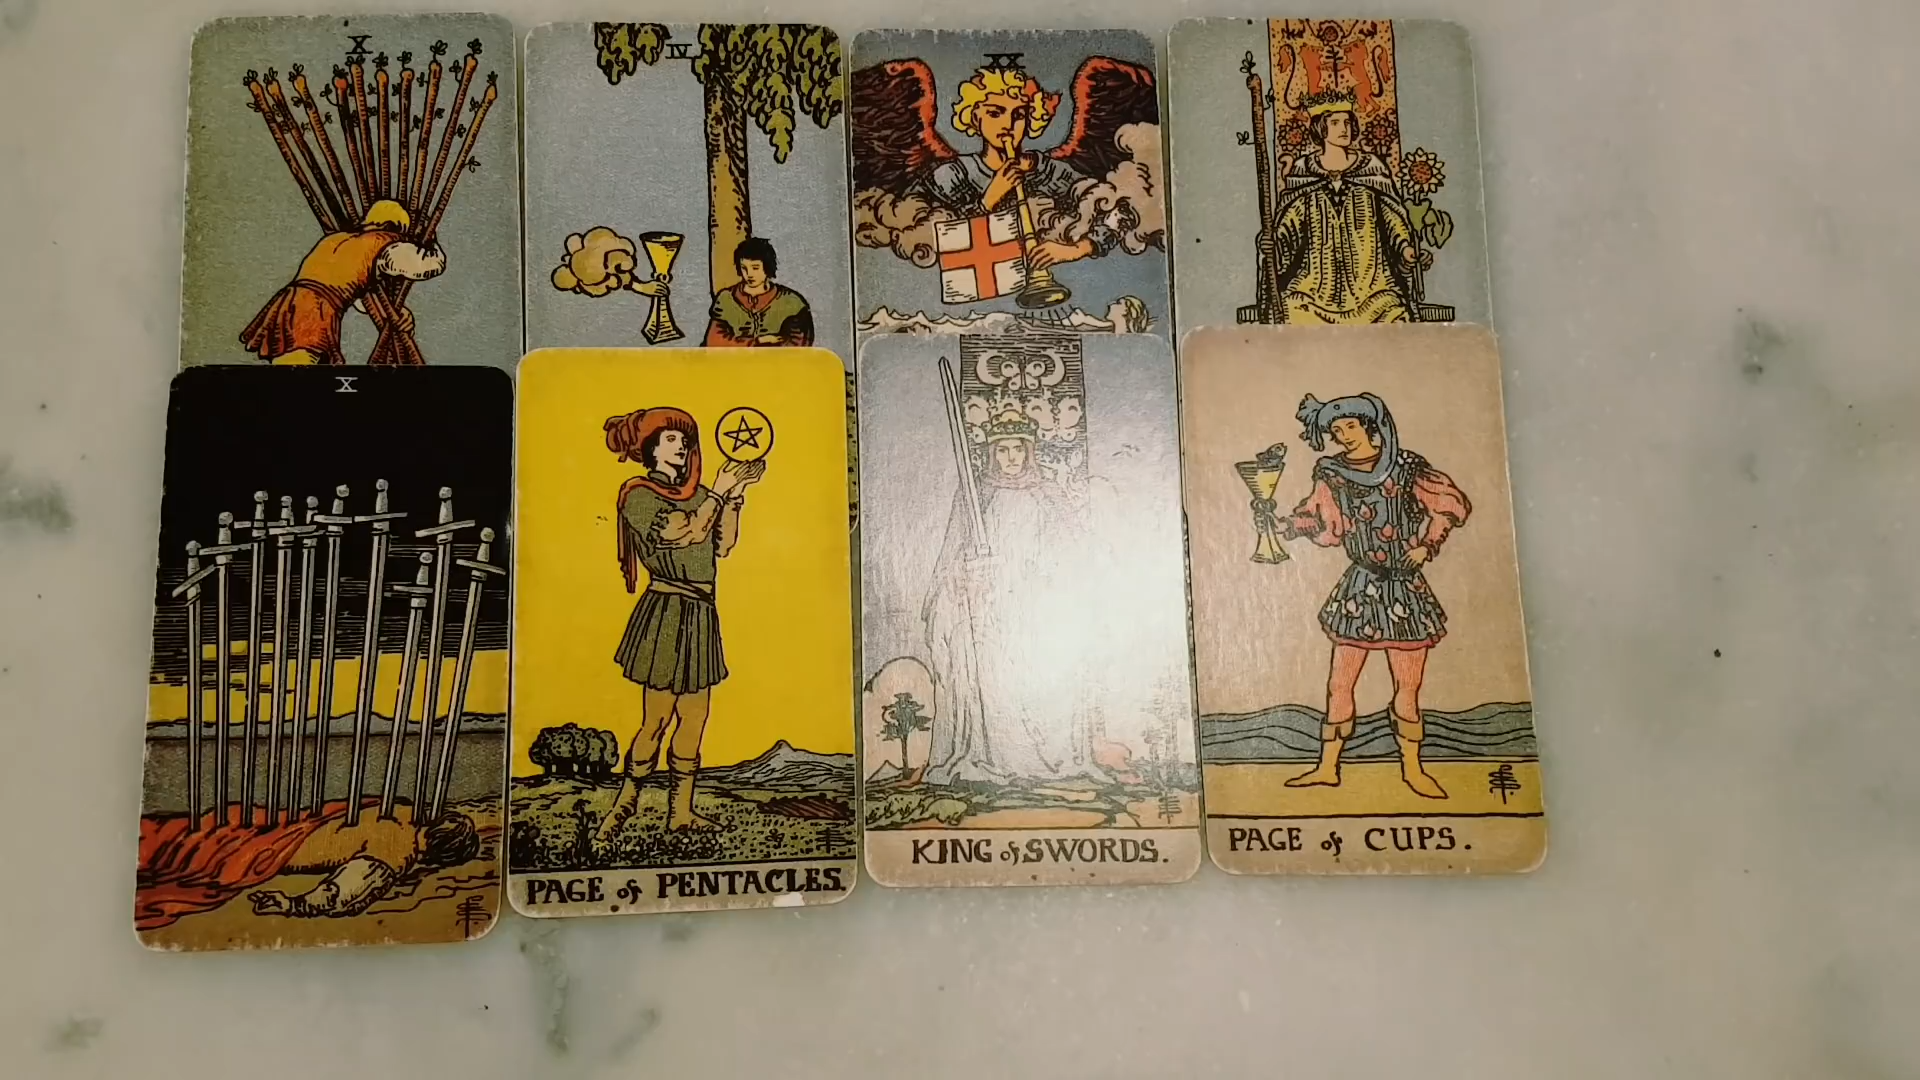 X
IV
XX
X
PAGE of PENTACLES.
KING of SWORDS.
PAGE of CUPS.